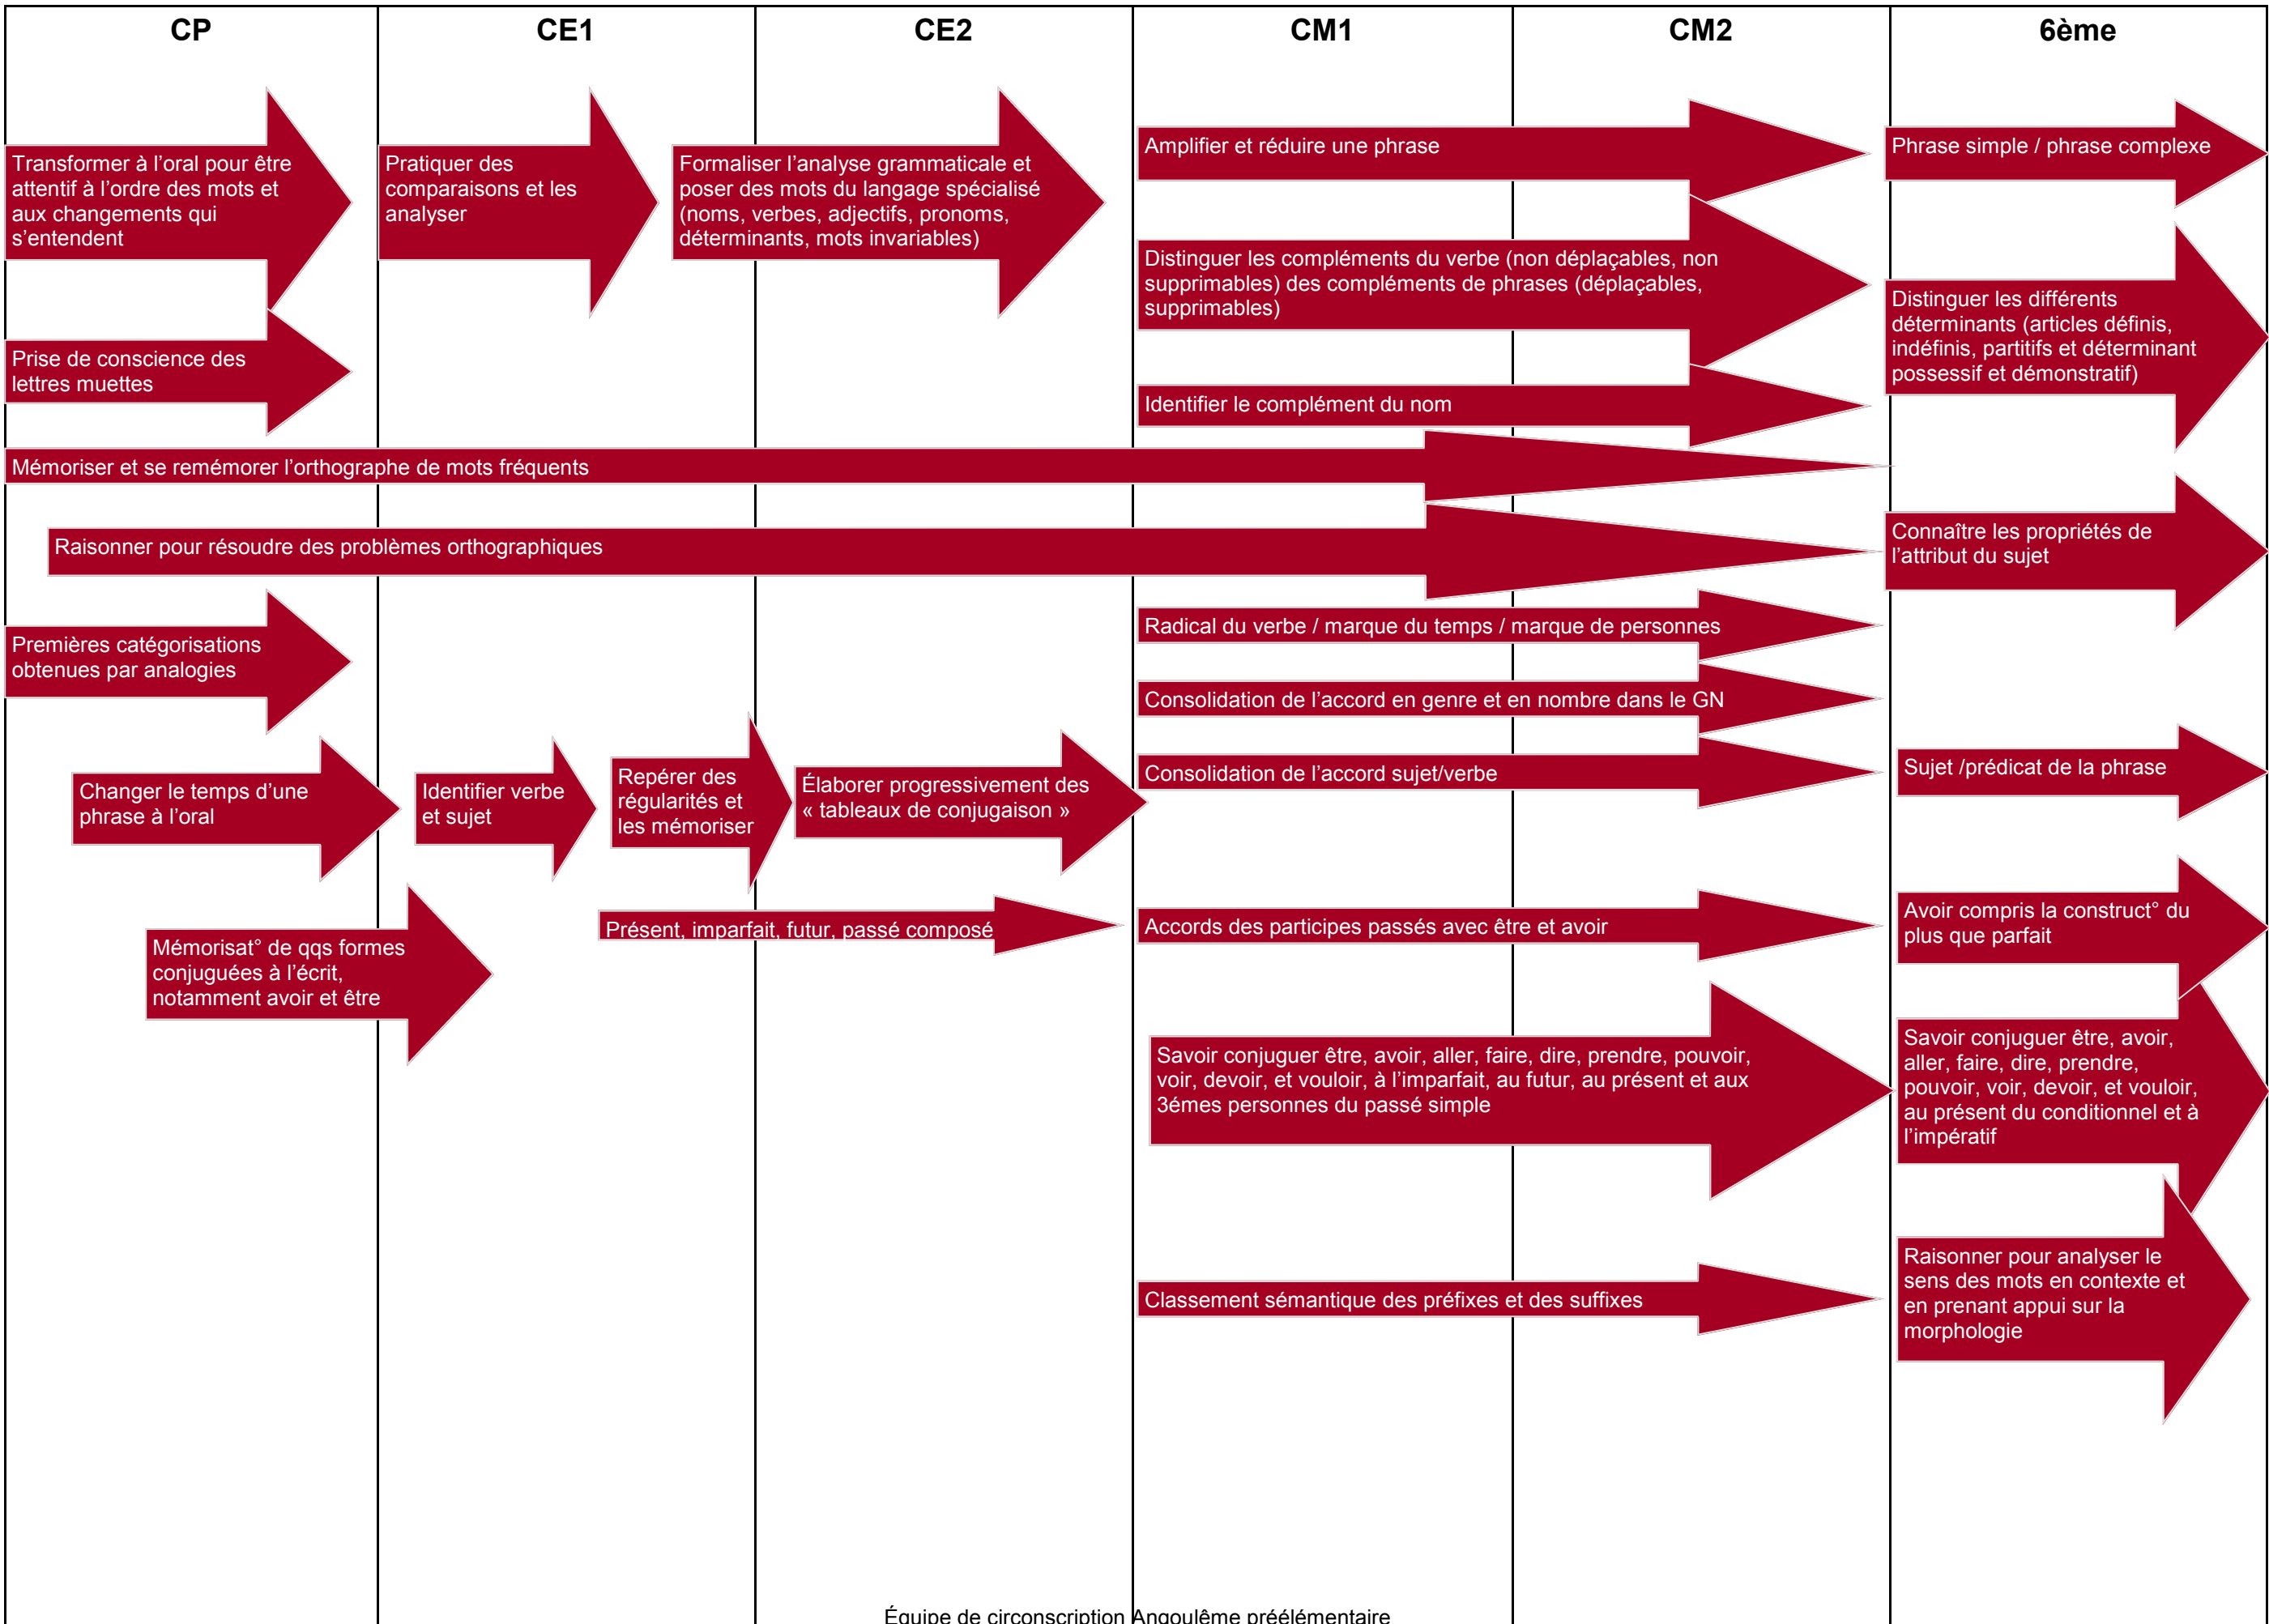 CP
CE1
CE2
CM1
CM2
6ème
Transformer à l’oral pour être
attentif à l’ordre des mots et
aux changements qui
s’entendent
Pratiquer des
comparaisons et les
analyser
Formaliser l’analyse grammaticale et
poser des mots du langage spécialisé
(noms, verbes, adjectifs, pronoms,
déterminants, mots invariables)
Amplifier et réduire une phrase
Phrase simple / phrase complexe
Distinguer les compléments du verbe (non déplaçables, non
supprimables) des compléments de phrases (déplaçables,
supprimables)
Distinguer les différents
déterminants (articles définis,
indéfinis, partitifs et déterminant
possessif et démonstratif)
Prise de conscience des
lettres muettes
Identifier le complément du nom
Mémoriser et se remémorer l’orthographe de mots fréquents
Raisonner pour résoudre des problèmes orthographiques
Connaître les propriétés de
l’attribut du sujet
Premières catégorisations
obtenues par analogies
Radical du verbe / marque du temps / marque de personnes
Consolidation de l’accord en genre et en nombre dans le GN
Changer le temps d’une
phrase à l’oral
Identifier verbe
et sujet
Repérer des
régularités et
les mémoriser
Élaborer progressivement des
« tableaux de conjugaison »
Consolidation de l’accord sujet/verbe
Sujet /prédicat de la phrase
Mémorisat° de qqs formes
conjuguées à l’écrit,
notamment avoir et être
Présent, imparfait, futur, passé composé
Accords des participes passés avec être et avoir
Avoir compris la construct° du
plus que parfait
Savoir conjuguer être, avoir, aller, faire, dire, prendre, pouvoir,
voir, devoir, et vouloir, à l’imparfait, au futur, au présent et aux
3émes personnes du passé simple
Savoir conjuguer être, avoir,
aller, faire, dire, prendre,
pouvoir, voir, devoir, et vouloir,
au présent du conditionnel et à
l’impératif
Classement sémantique des préfixes et des suffixes
Raisonner pour analyser le
sens des mots en contexte et
en prenant appui sur la
morphologie
Équipe de circonscription Angoulême préélémentaire